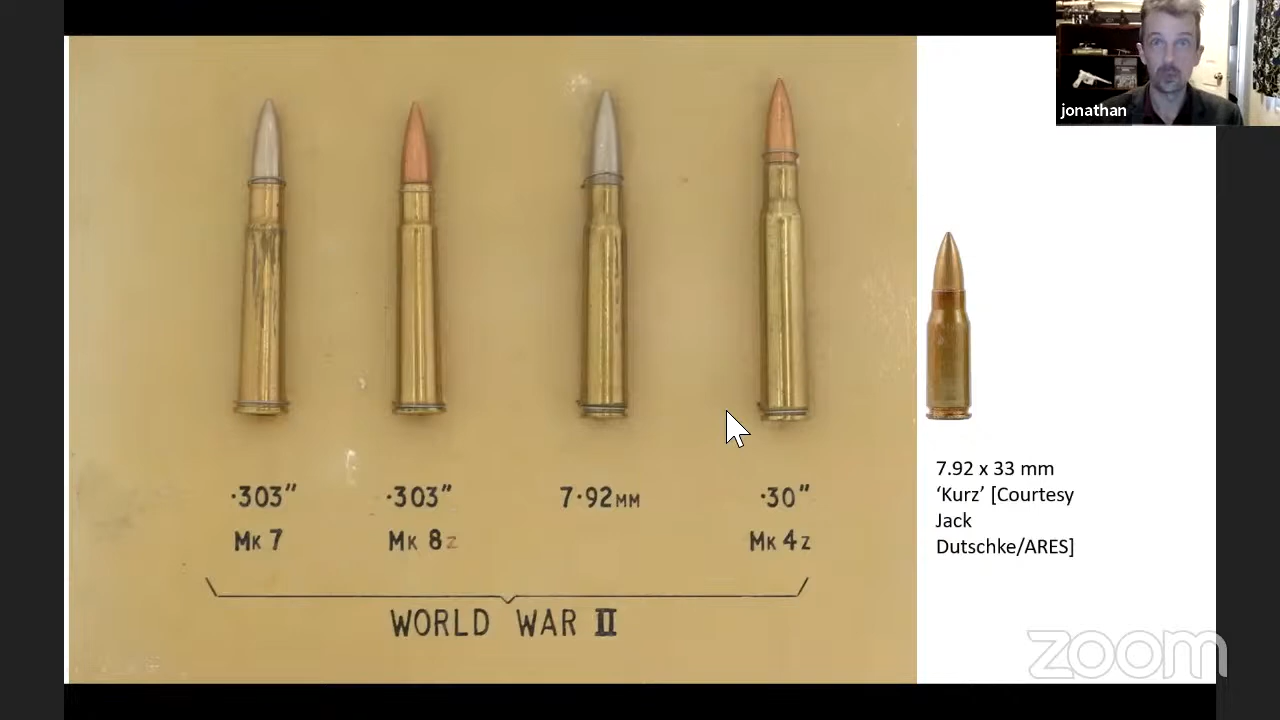 jonathan
·303"
·303"
7·92MM
·30"
MK 7
MK 8Z
MK 4Z
WORLD WAR II
7.92 x 33 mm
‘Kurz’ [Courtesy
Jack
Dutschke/ARES]
zoom